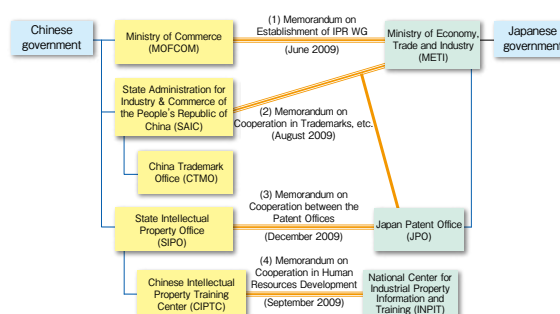 Chinese
government
Ministry of Commerce
(MOFCOM)
(1) Memorandum on
Establishment of IPR WG
(June 2009)
Ministry of Economy,
Trade and Industry
(METI)
Japanese
government
State Administration for
Industry & Commerce of
the People's Republic of
China (SAIC)
(2) Memorandum on
Cooperation in Trademarks, etc.
(August 2009)
China Trademark
Office (CTMO)
State Intellectual
Property Office
(SIPO)
(3) Memorandum on
Cooperation between the
Patent Offices
(December 2009)
Japan Patent Office
(JPO)
Chinese Intellectual
Property Training
Center (CIPTC)
(4) Memorandum on
Cooperation in Human
Resources Development
(September 2009)
National Center for
Industrial Property
Information and
Training (INPIT)